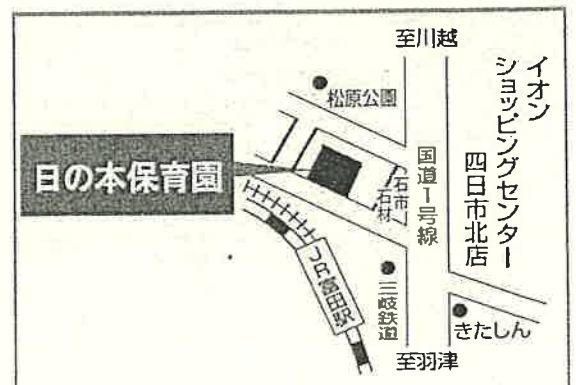 至川越
イオン
ショッピングセンター
四日市北店
松原公園
日の本保育園
国道1号線
石市
石材
JR富田駅
三岐鉄道
きたしん
至羽津